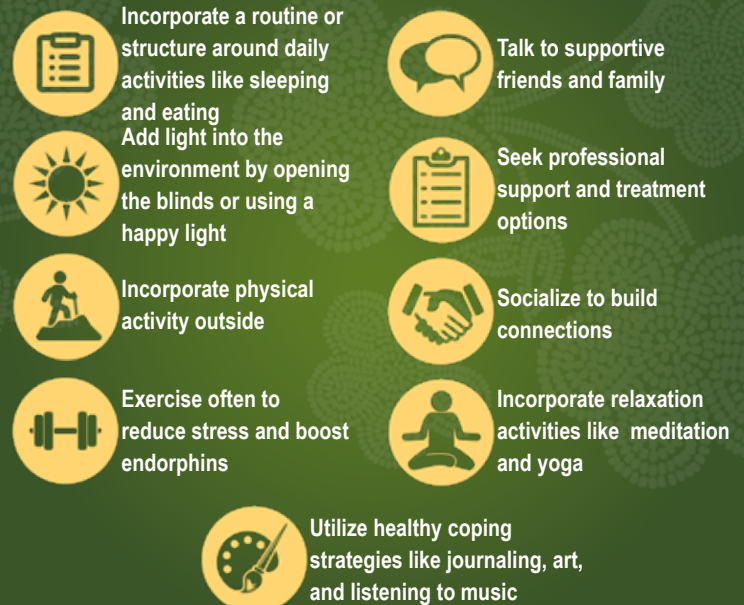 Incorporate a routine or
structure around daily
activities like sleeping
and eating
Add light into the
environment by opening
the blinds or using a
happy light
Incorporate physical
activity outside
Exercise often to
reduce stress and boost
endorphins
Talk to supportive
friends and family
Seek professional
support and treatment
options
Socialize to build
connections
Incorporate relaxation
activities like  meditation
and yoga
Utilize healthy coping
strategies like journaling, art,
and listening to music